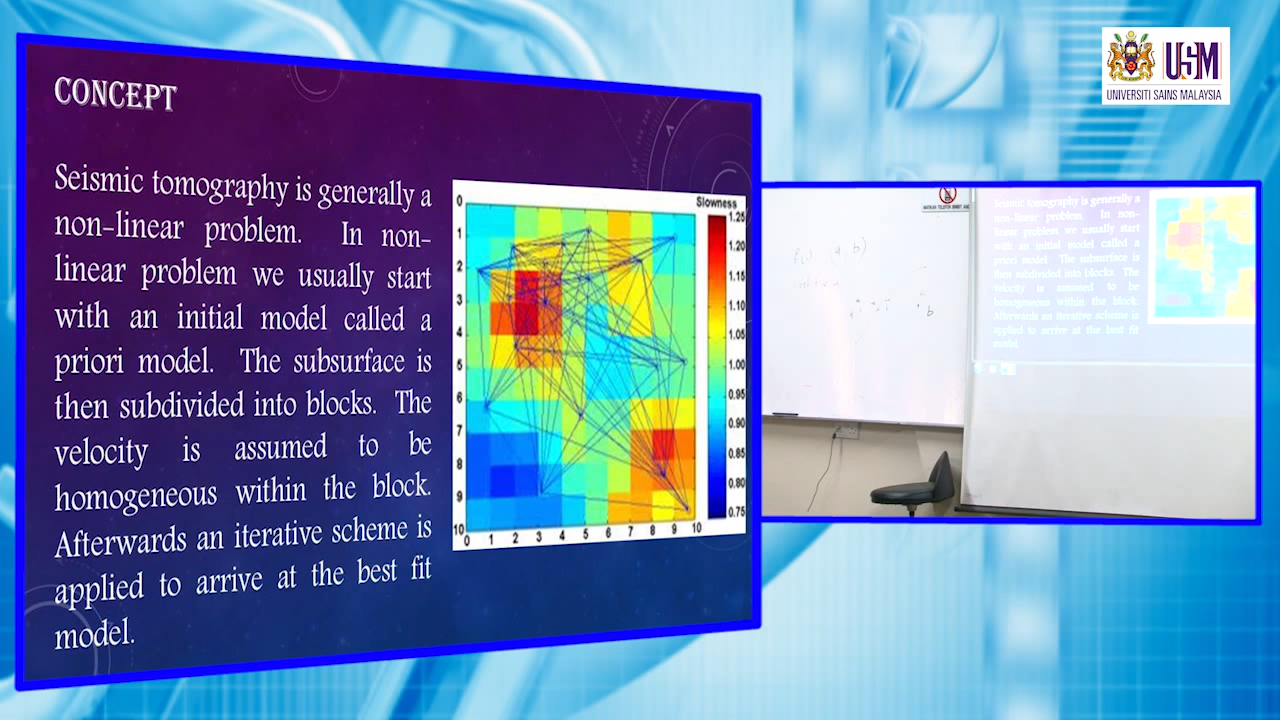 CONCEPT
Seismic tomography is generally a
non-linear problem. In non-
linear problem we usually start
with an initial model called a
priori model. The subsurface is
then subdivided into blocks. The
velocity is assumed to be
homogeneous within the block.
Afterwards an iterative scheme is
applied to arrive at the best fit
model.
Slowness
0
1
2
3
4
5
6
7
8
9
10
0 1 2 3 4 5 6 7 8 9 10
1.25
1.20
1.15
1.10
1.05
1.00
0.95
0.90
0.85
0.80
0.75
USM
UNIVERSITI SAINS MALAYSIA
(a, b)
b
Seismic tomography is generally a
non-linear problem. In non-
linear problem we usually start
with an initial model called a
priori model. The subsurface is
then subdivided into blocks. The
velocity is assumed to be
homogeneous within the block.
Afterwards an iterative scheme is
applied to arrive at the best fit
model.